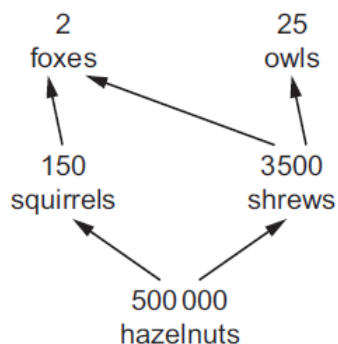 2
foxes
25
owls
150
squirrels
3500
shrews
500 000
hazelnuts